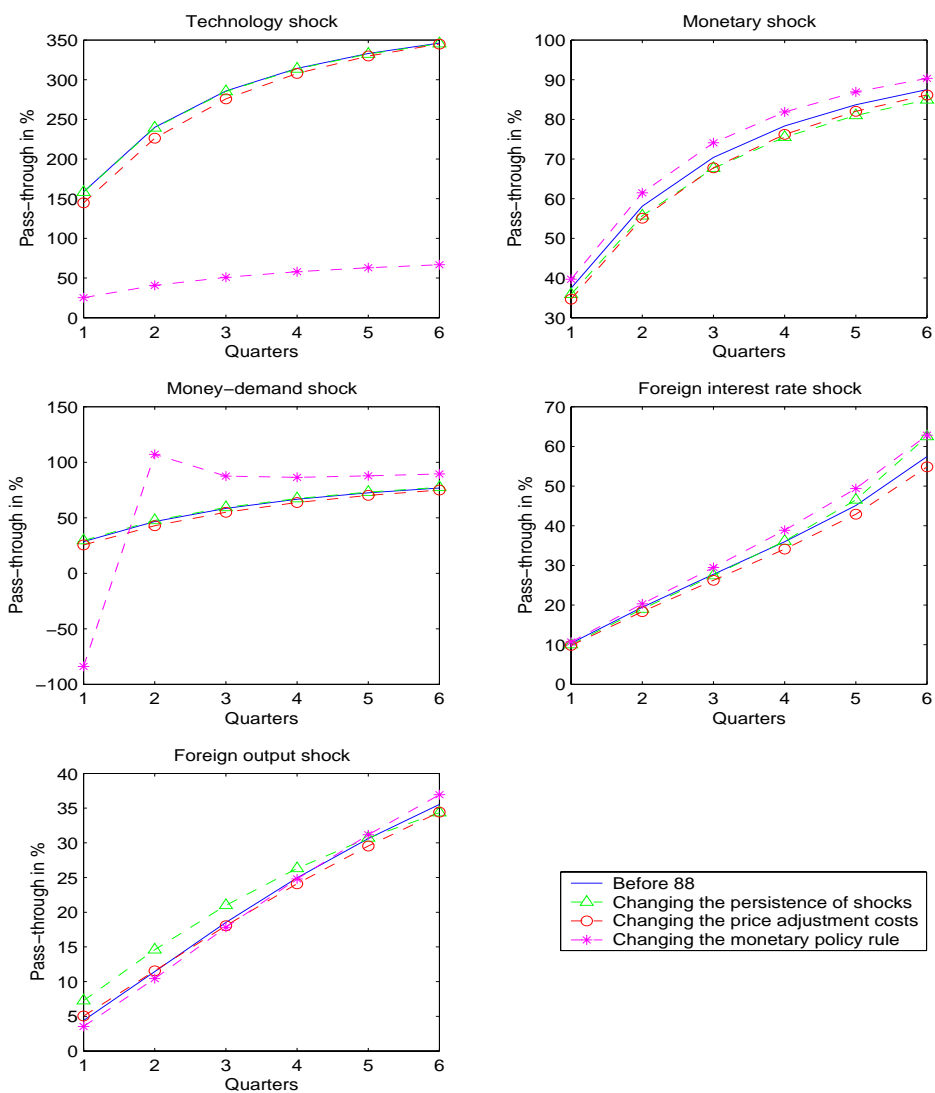 Technology shock
350
300
250
200
150
100
50
0
1 2 3 4 5 6
Quarters
Pass-through in %
Monetary shock
100
90
80
70
60
50
40
30
1 2 3 4 5 6
Quarters
Pass-through in %
Money-demand shock
150
100
50
0
-50
-100
1 2 3 4 5 6
Quarters
Pass-through in %
Foreign interest rate shock
70
60
50
40
30
20
10
0
1 2 3 4 5 6
Quarters
Pass-through in %
Foreign output shock
40
35
30
25
20
15
10
5
0
1 2 3 4 5 6
Quarters
Pass-through in %
Before 88
Changing the persistence of shocks
Changing the price adjustment costs
Changing the monetary policy rule